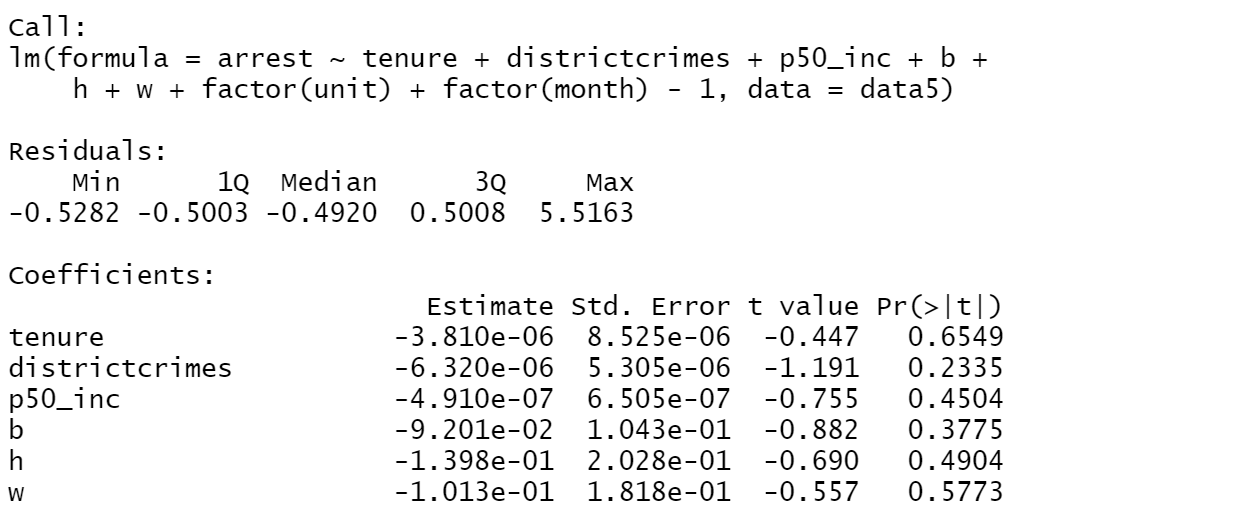 Call:
lm(formula = arrest ~ tenure + districtcrimes + p50_inc + b +
    h + w + factor(unit) + factor(month) - 1, data = data5)

Residuals:
    Min      1Q  Median      3Q     Max
-0.5282 -0.5003 -0.4920  0.5008  5.5163

Coefficients:
                          Estimate Std. Error t value Pr(>|t|)
tenure                  -3.810e-06  8.525e-06  -0.447   0.6549
districtcrimes          -6.320e-06  5.305e-06  -1.191   0.2335
p50_inc                 -4.910e-07  6.505e-07  -0.755   0.4504
b                       -9.201e-02  1.043e-01  -0.882   0.3775
h                       -1.398e-01  2.028e-01  -0.690   0.4904
w                       -1.013e-01  1.818e-01  -0.557   0.5773